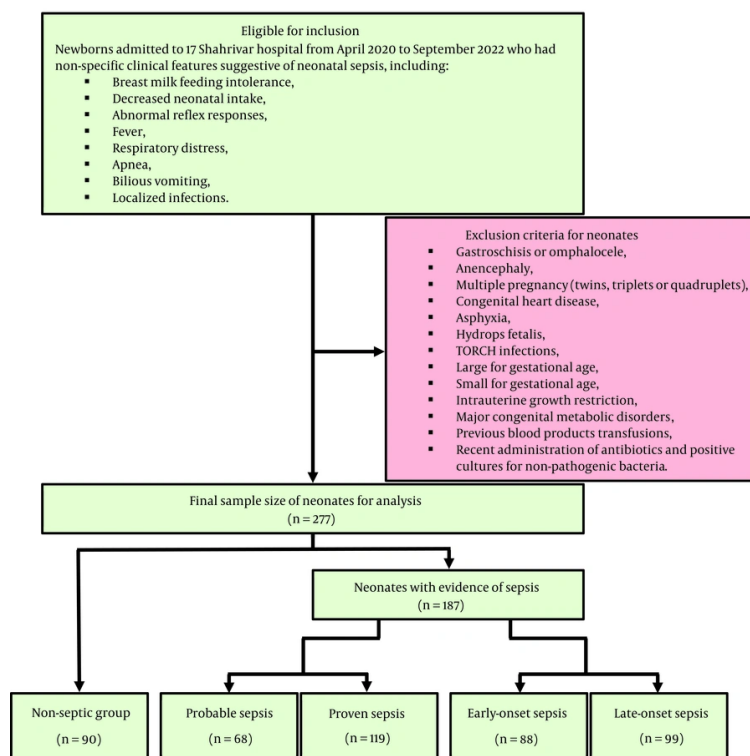 Eligible for inclusion
Newborns admitted to 17 Shahrivar hospital from April 2020 to September 2022 who had
non-specific clinical features suggestive of neonatal sepsis, including:
▪ Breast milk feeding intolerance,
▪ Decreased neonatal intake,
▪ Abnormal reflex responses,
▪ Fever,
▪ Respiratory distress,
▪ Apnea,
▪ Bilious vomiting,
▪ Localized infections.
Exclusion criteria for neonates
▪ Gastroschisis or omphalocele,
▪ Anencephaly,
▪ Multiple pregnancy (twins, triplets or quadruplets),
▪ Congenital heart disease,
▪ Asphyxia,
▪ Hydrops fetalis,
▪ TORCH infections,
▪ Large for gestational age,
▪ Small for gestational age,
▪ Intrauterine growth restriction,
▪ Major congenital metabolic disorders,
▪ Previous blood products transfusions,
▪ Recent administration of antibiotics and positive
cultures for non-pathogenic bacteria.
Final sample size of neonates for analysis
(n = 277)
Neonates with evidence of sepsis
(n = 187)
Non-septic group
(n = 90)
Probable sepsis
(n = 68)
Proven sepsis
(n = 119)
Early-onset sepsis
(n = 88)
Late-onset sepsis
(n = 99)